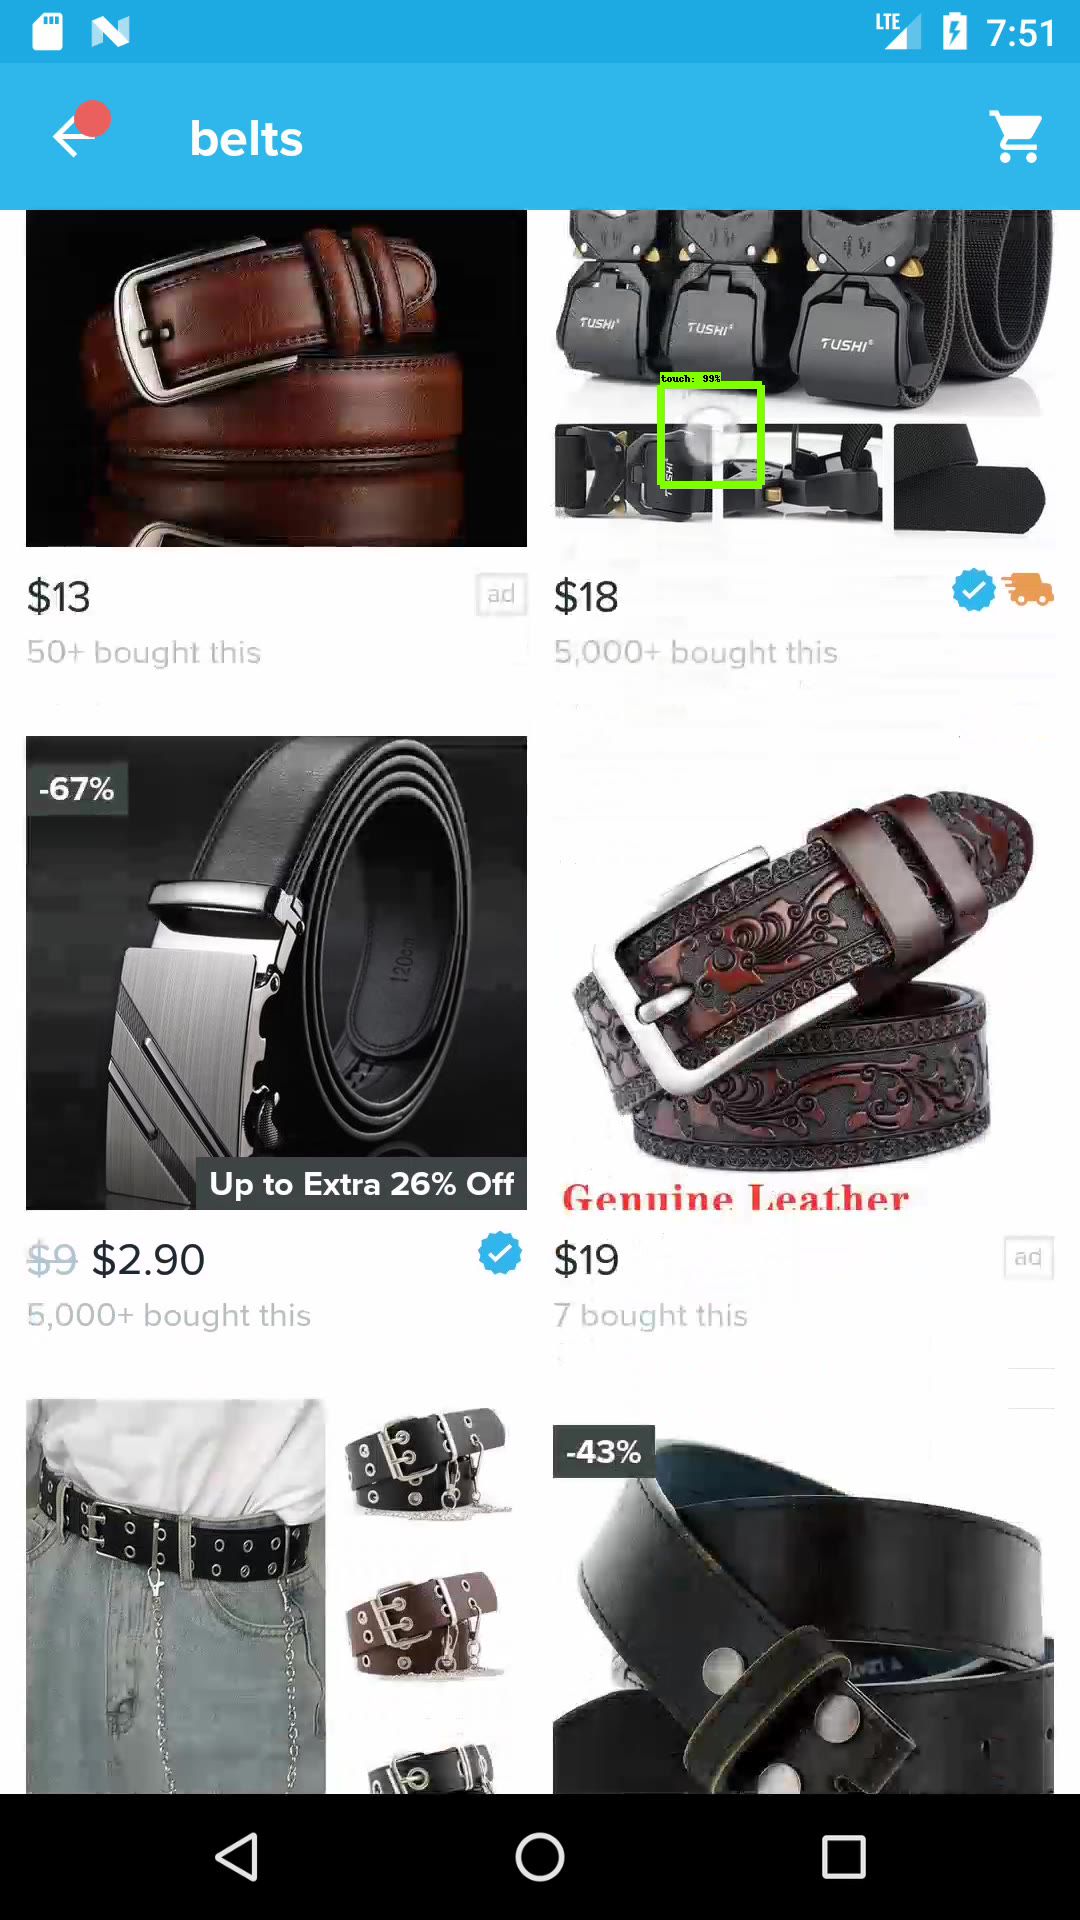 LTE 7:51
belts
TUSHI
TUSHI
TUSHI
touch: 99%
TUSHI
$13 ad
50+ bought this
$18
5,000+ bought this
-67%
120cm
Up to Extra 26% Off
Genuine Leather
$9 $2.90
5,000+ bought this
$19 ad
7 bought this
-43%